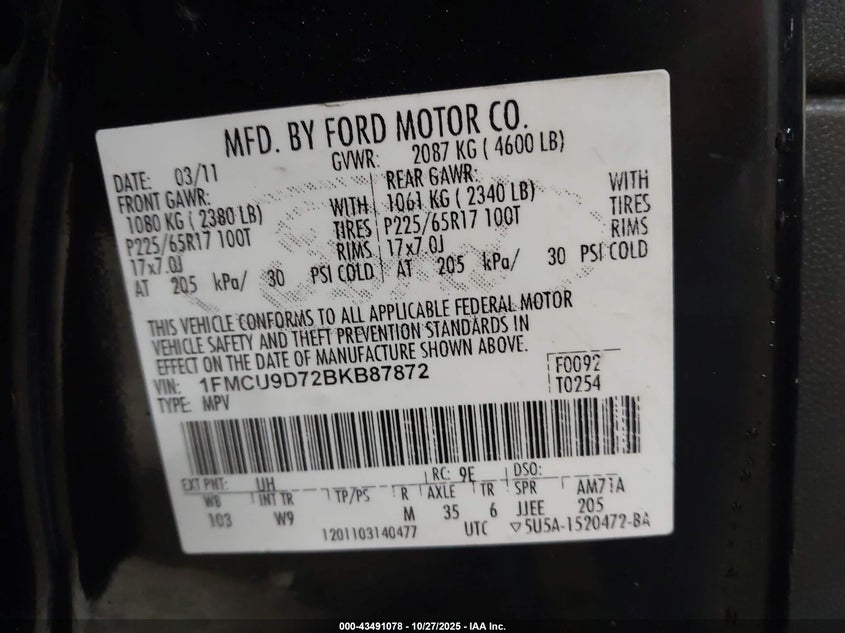 MFD. BY FORD MOTOR CO.
DATE: 03/11 GVWR: 2087 KG ( 4600 LB)
FRONT GAWR: REAR GAWR:
1080 KG ( 2380 LB) WITH 1061 KG ( 2340 LB) WITH
P225/65R17 100T TIRES P225/65R17 100T TIRES
17x7.0J RIMS 17x7.0J RIMS
AT 205 kPa/ 30 PSI COLD AT 205 kPa/ 30 PSI COLD
THIS VEHICLE CONFORMS TO ALL APPLICABLE FEDERAL MOTOR
VEHICLE SAFETY AND THEFT PREVENTION STANDARDS IN
EFFECT ON THE DATE OF MANUFACTURE SHOWN ABOVE.
VIN: 1FMCU9D72BKB87872 F0092
TYPE: MPV T0254
EXT PNT: UH RC: 9E DSO:
WB INT TR TP/PS R AXLE TR SPR AM71A
103 W9 M 35 6 JJEE 205
1201103140477 UTC ▽5U5A-1520472-BA
000-43491078 - 10/27/2025 - IAA Inc.